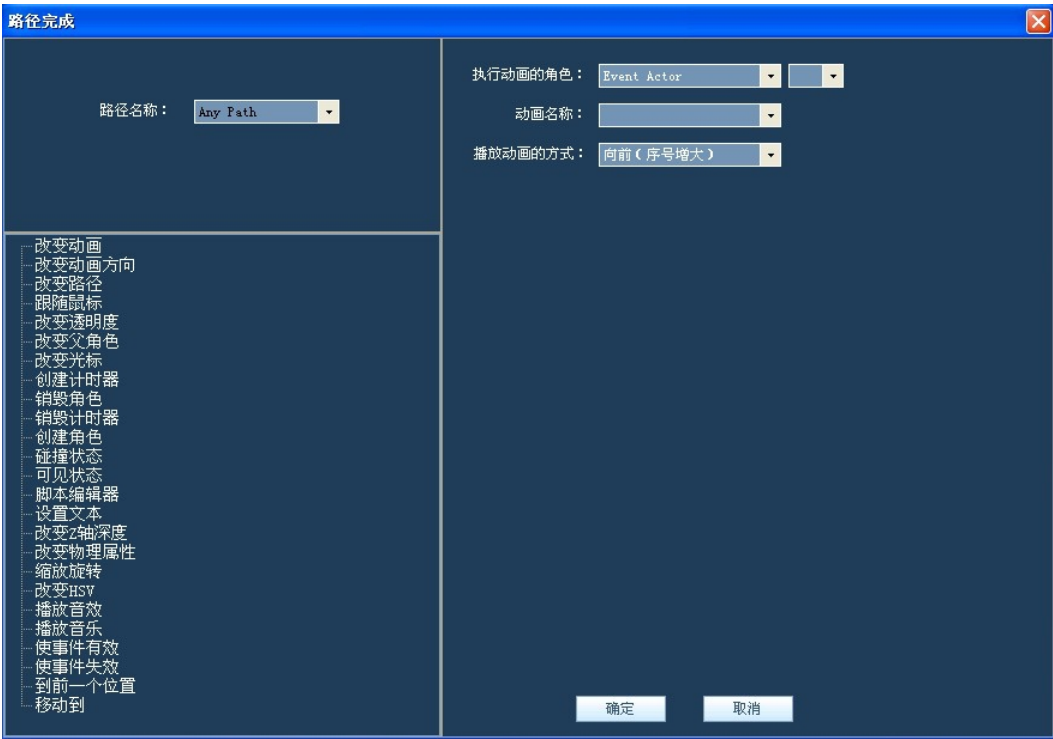 路径完成
路径名称： Any Path
执行动画的角色： Event Actor
动画名称：
播放动画的方式： 向前（序号增大）
改变动画
改变动画方向
改变路径
跟随鼠标
改变透明度
改变父角色
改变光标
创建计时器
销毁角色
销毁计时器
创建角色
碰撞状态
可见状态
脚本编辑器
设置文本
改变Z轴深度
改变物理属性
缩放旋转
改变HSV
播放音效
播放音乐
使事件有效
使事件失效
到前一个位置
移动到
确定 取消